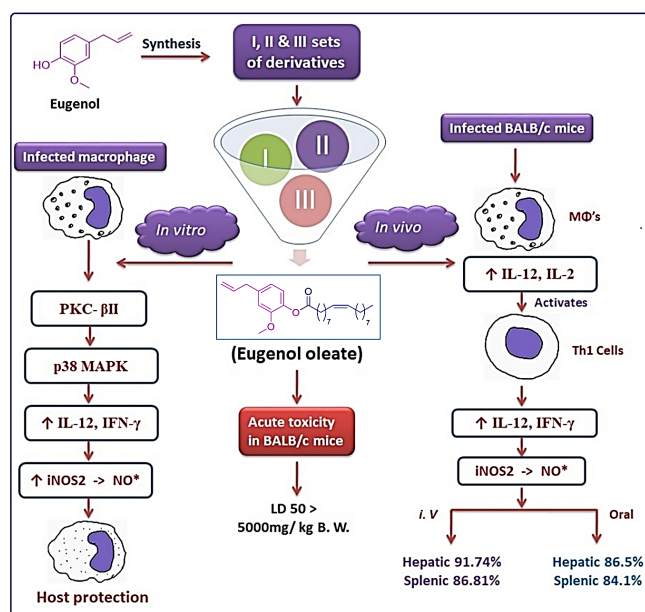 Synthesis
HO
O
Eugenol
I, II & III sets
of derivatives
I
II
III
Infected macrophage
In vitro
PKC- βII
p38 MAPK
↑ IL-12, IFN-γ
↑ iNOS2 -> NO*
Host protection
O
O
O
7
7
(Eugenol oleate)
Acute toxicity
in BALB/c mice
LD 50 >
5000mg/ kg B. W.
Infected BALB/c mice
In vivo
MΦ's
↑ IL-12, IL-2
Activates
Th1 Cells
↑ IL-12, IFN-γ
iNOS2 -> NO*
i. V
Oral
Hepatic 91.74%
Splenic 86.81%
Hepatic 86.5%
Splenic 84.1%